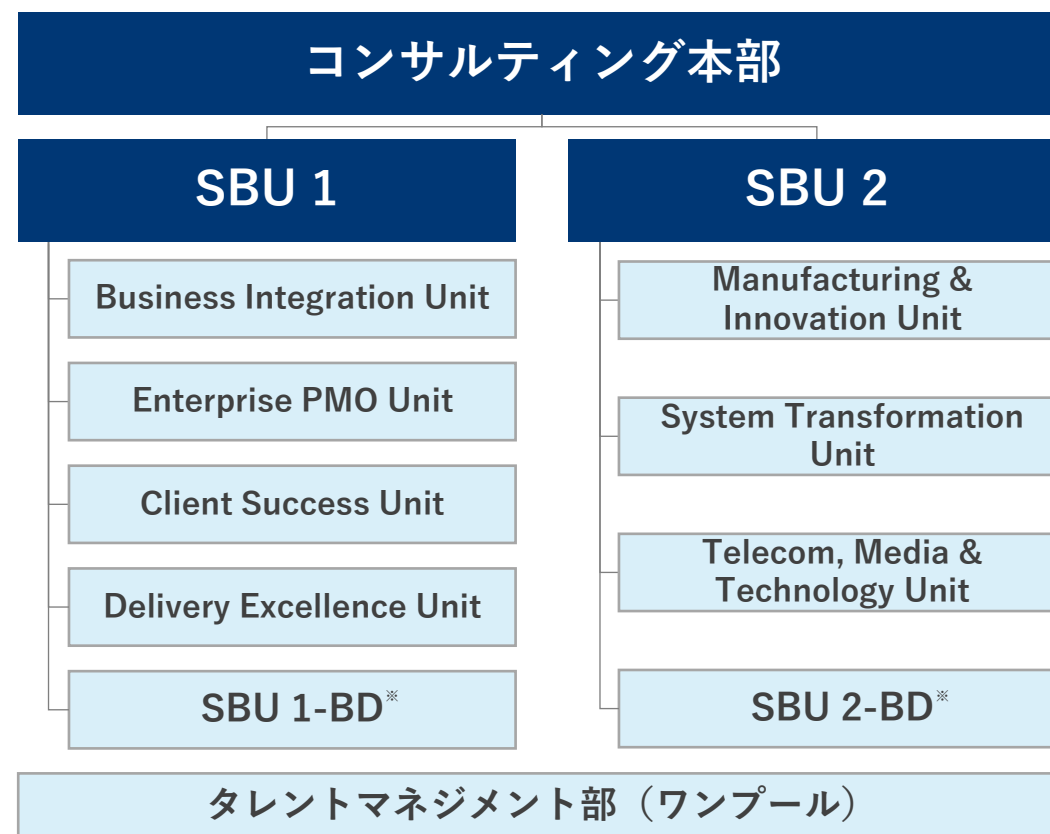 コンサルティング本部
SBU 1
Business Integration Unit
Enterprise PMO Unit
Client Success Unit
Delivery Excellence Unit
SBU 1-BD※
SBU 2
Manufacturing &
Innovation Unit
System Transformation
Unit
Telecom, Media &
Technology Unit
SBU 2-BD※
タレントマネジメント部（ワンプール）